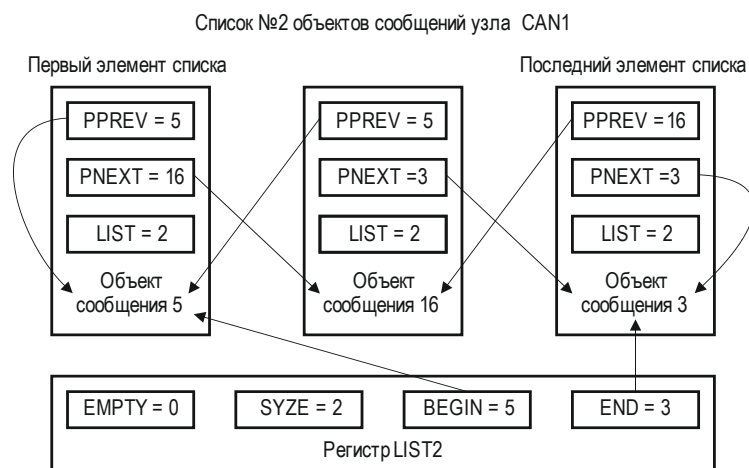 Список №2 объектов сообщений узла CAN1
Первый элемент списка
Последний элемент списка
PPREV = 5
PNEXT = 16
LIST = 2
Объект
сообщения 5
PPREV = 5
PNEXT =3
LIST = 2
Объект
сообщения 16
PPREV =16
PNEXT =3
LIST = 2
Объект
сообщения 3
EMPTY = 0
SYZE = 2
BEGIN = 5
END = 3
Регистр LIST2